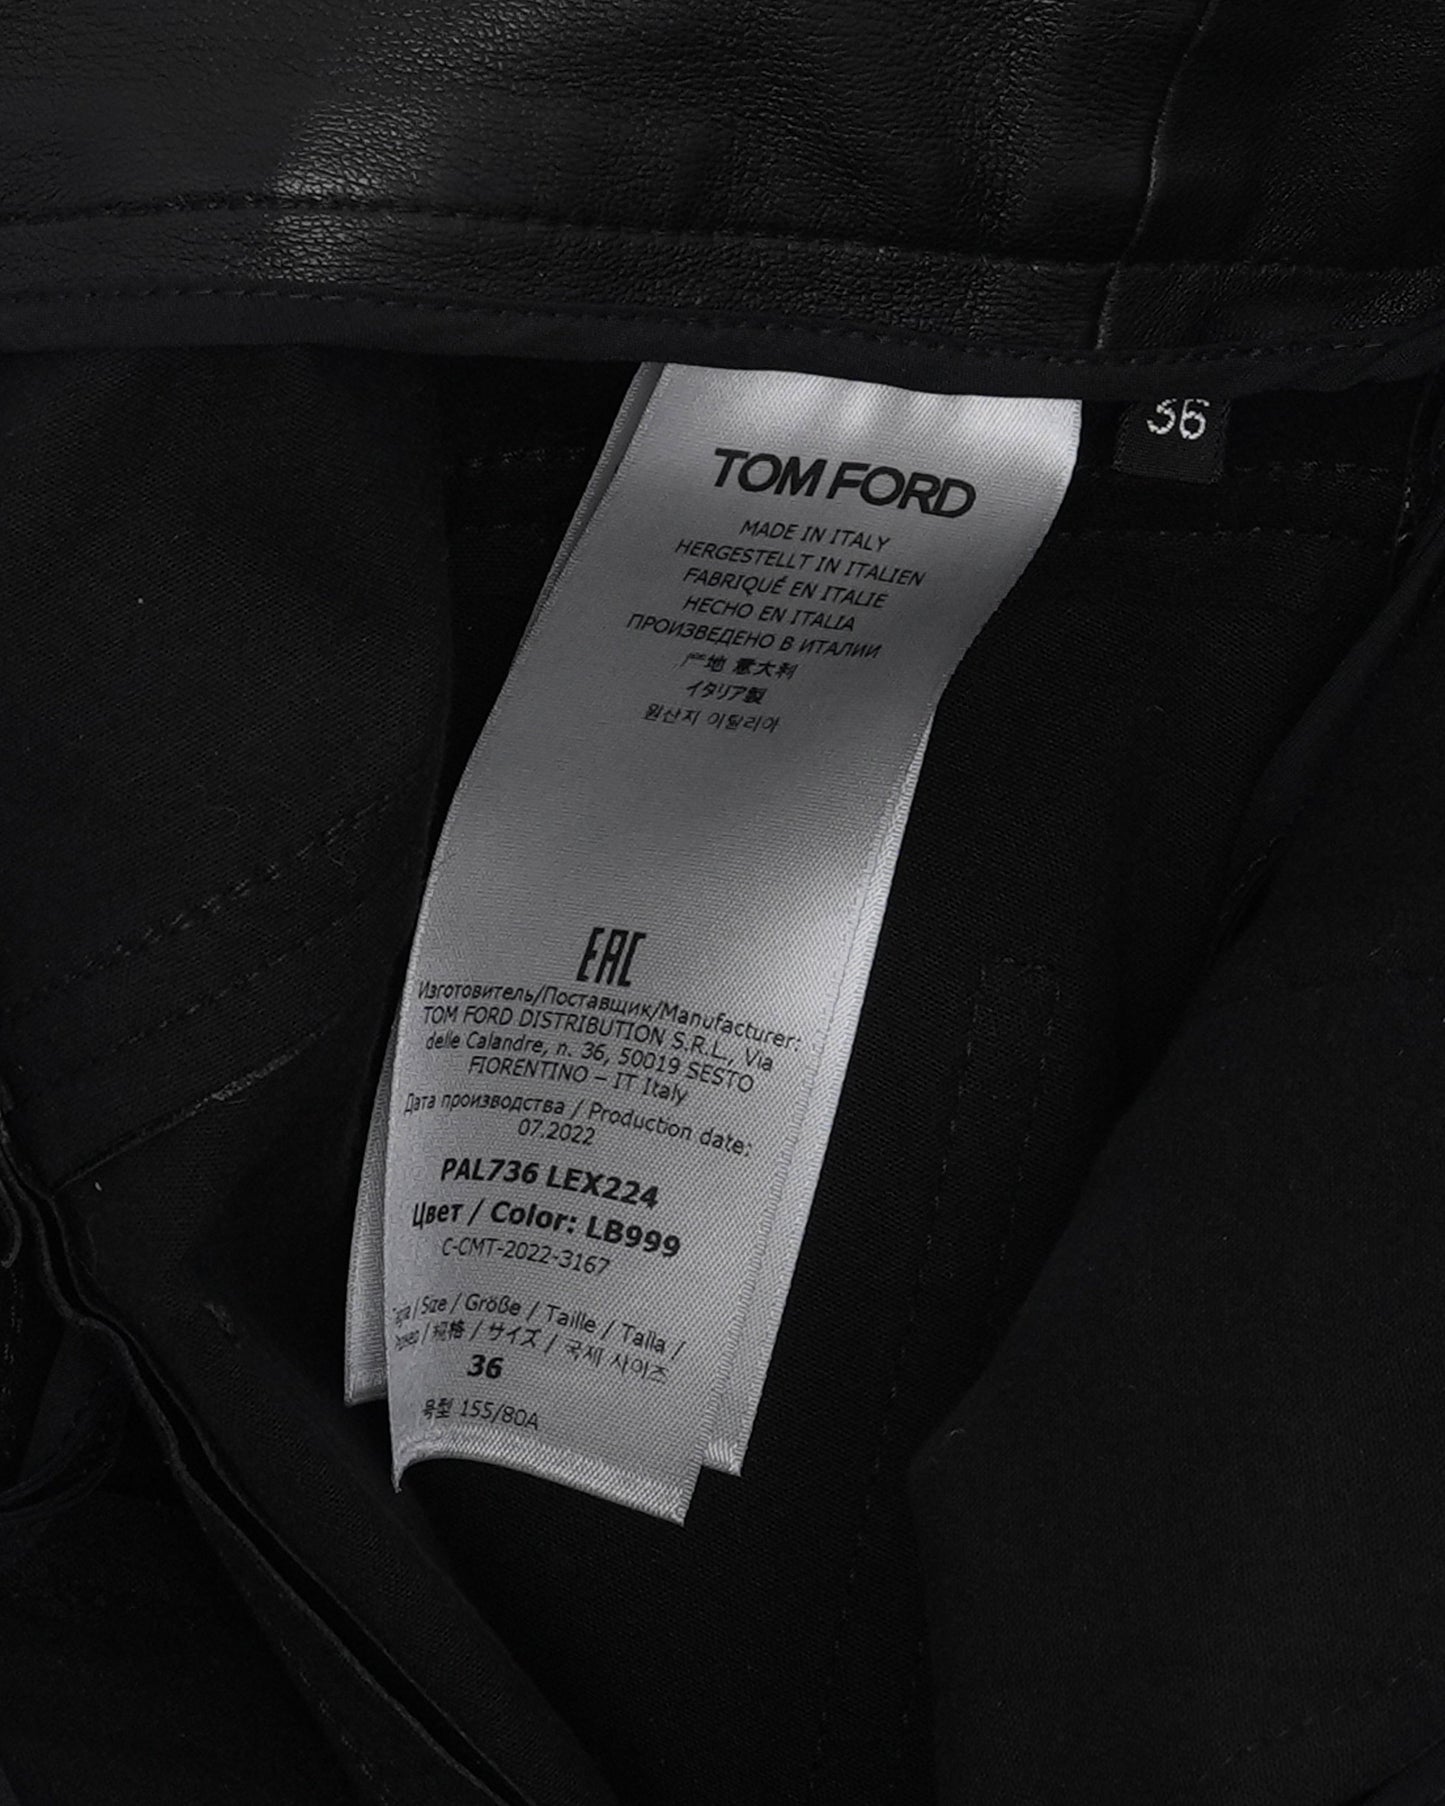 TOM FORD
36
MADE IN ITALY
HERGESTELLT IN ITALIEN
FABRIQUÉ EN ITALIE
HECHO EN ITALIA
ПРОИЗВЕДЕНО В ИТАЛИИ
产地 意大利
イタリア製
원산지 이탈리아
EAC
Изготовитель/Поставщик/Manufacturer:
TOM FORD DISTRIBUTION S.R.L., Via
delle Calandre, n. 36, 50019 SESTO
FIORENTINO – IT Italy
Дата производства / Production date:
07.2022
PAL736 LEX224
Цвет / Color: LB999
C-CMT-2022-3167
/ Size / Größe / Taille / Talla /
/ サイズ / 국제 사이즈
36
号型 155/80A